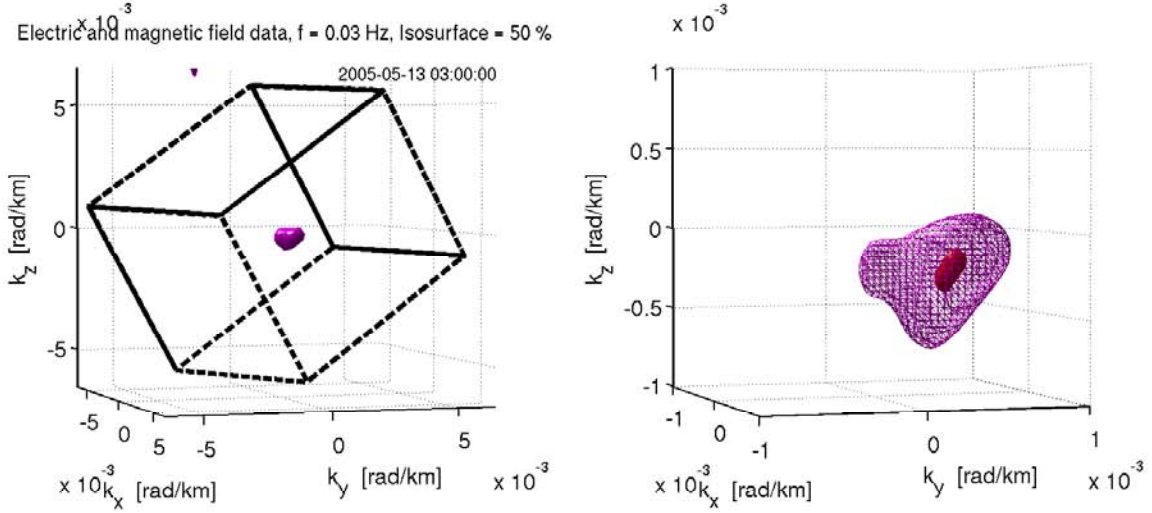 x 10⁻³
Electric and magnetic field data, f = 0.03 Hz, Isosurface = 50 %
2005-05-13 03:00:00
5
0
-5
k_z [rad/km]
-5 0 5
-5 0 5
x 10⁻³ k_x [rad/km]
k_y [rad/km]
x 10⁻³
x 10⁻³
1
0.5
0
-0.5
-1
k_z [rad/km]
-1 0 -1
0 1
x 10⁻³ k_x [rad/km]
k_y [rad/km]
x 10⁻³